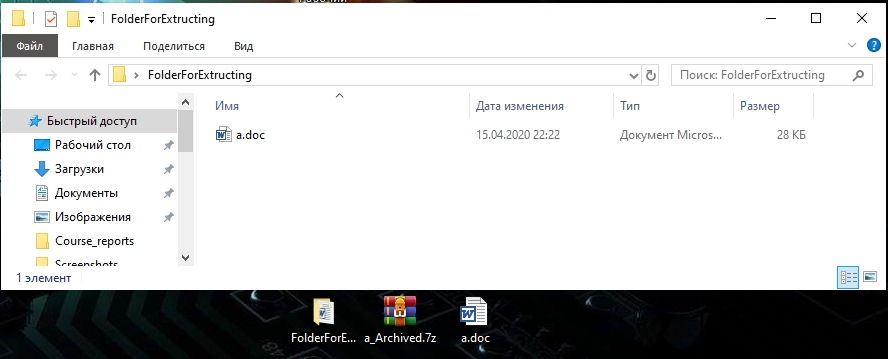 FolderForExtructing
Файл Главная Поделиться Вид
FolderForExtructing Поиск: FolderForExtructing
Имя Дата изменения Тип Размер
Быстрый доступ
a.doc 15.04.2020 22:22 Документ Micros... 28 КБ
Рабочий стол
Загрузки
Документы
Изображения
Course_reports
Screenshots
1 элемент
FolderForE... a_Archived.7z a.doc